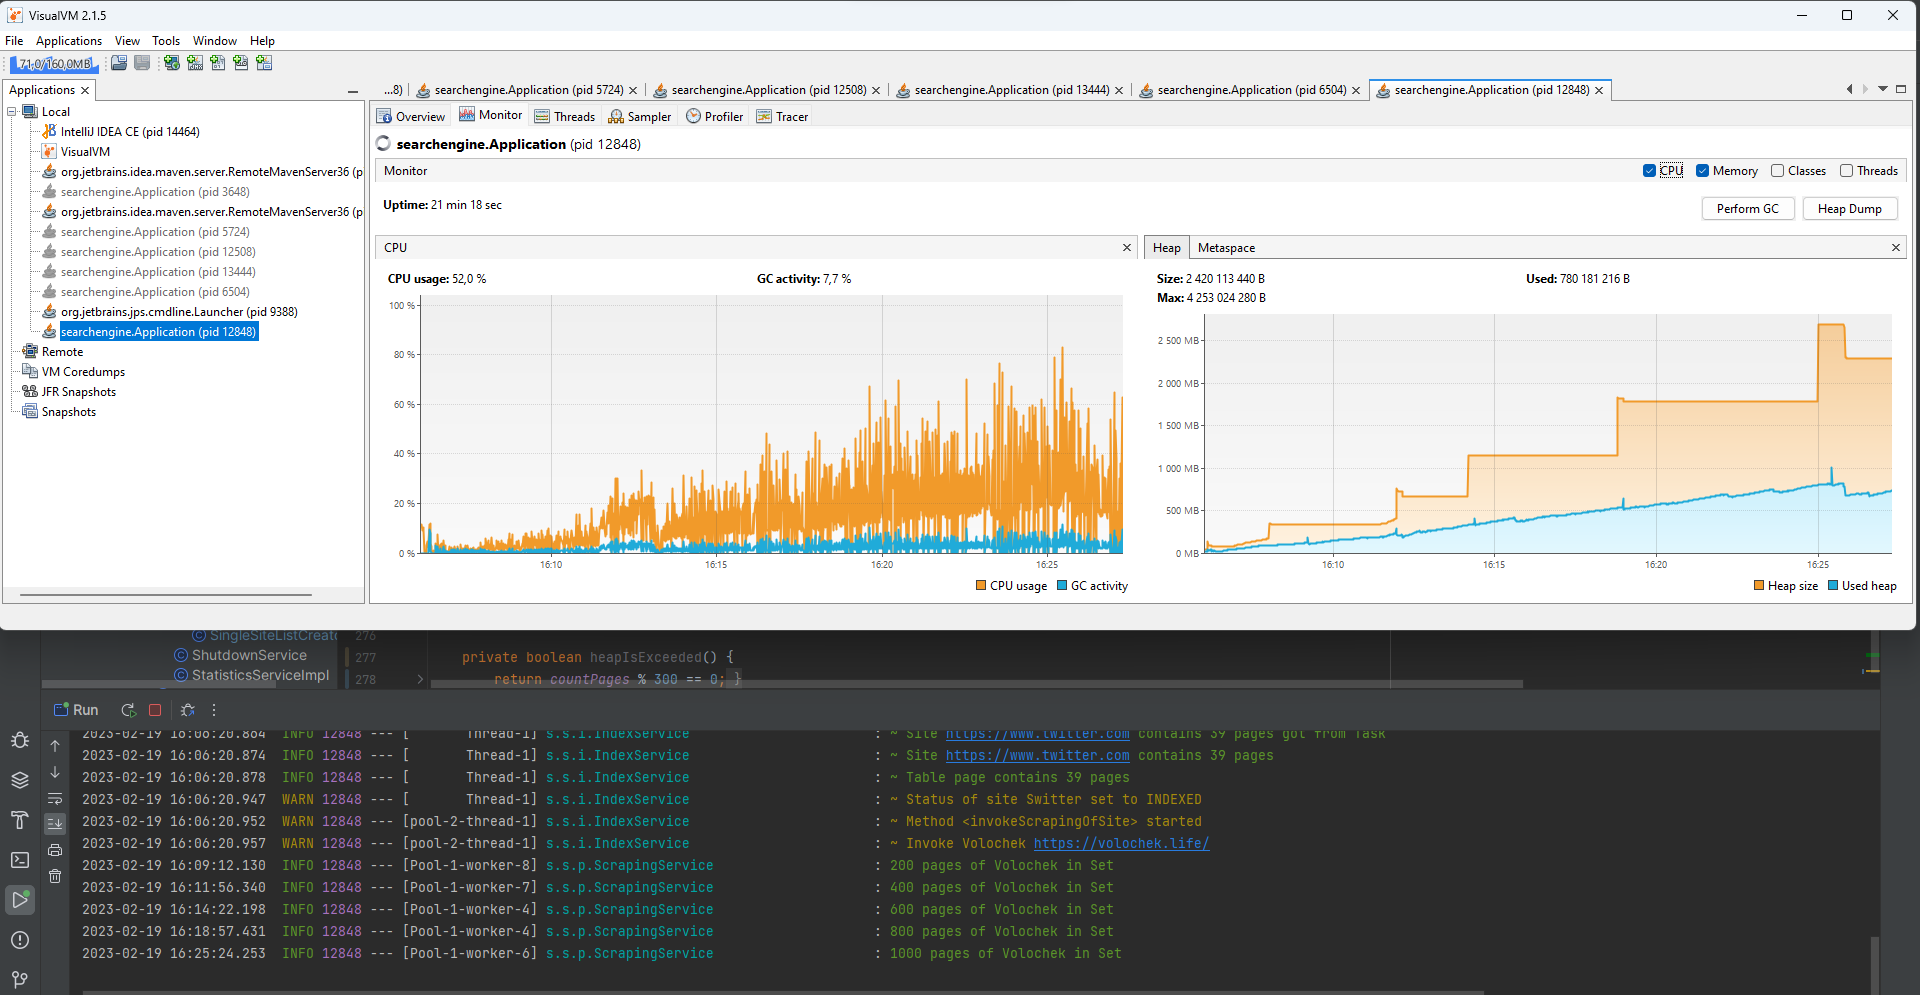 VisualVM 2.1.5
File Applications View Tools Window Help
71,0/160,0MB
Applications
Local
IntelliJ IDEA CE (pid 14464)
VisualVM
org.jetbrains.idea.maven.server.RemoteMavenServer36 (p
searchengine.Application (pid 3648)
org.jetbrains.idea.maven.server.RemoteMavenServer36 (p
searchengine.Application (pid 5724)
searchengine.Application (pid 12508)
searchengine.Application (pid 13444)
searchengine.Application (pid 6504)
org.jetbrains.jps.cmdline.Launcher (pid 9388)
searchengine.Application (pid 12848)
Remote
VM Coredumps
JFR Snapshots
Snapshots
...8) searchengine.Application (pid 5724) searchengine.Application (pid 12508) searchengine.Application (pid 13444) searchengine.Application (pid 6504) searchengine.Application (pid 12848)
Overview Monitor Threads Sampler Profiler Tracer
searchengine.Application (pid 12848)
Monitor CPU Memory Classes Threads
Uptime: 21 min 18 sec
Perform GC Heap Dump
CPU
CPU usage: 52,0 % GC activity: 7,7 %
100 %
80 %
60 %
40 %
20 %
0 %
16:10 16:15 16:20 16:25
CPU usage GC activity
Heap Metaspace
Size: 2 420 113 440 B Used: 780 181 216 B
Max: 4 253 024 280 B
2 500 MB
2 000 MB
1 500 MB
1 000 MB
500 MB
0 MB
16:10 16:15 16:20 16:25
Heap size Used heap
SingleSiteListCreato
ShutdownService
StatisticsServiceImpl
276
277 private boolean heapIsExceeded() {
278 return countPages % 300 == 0; }
Run
2023-02-19 16:06:20.864 INFO 12848 --- [ Thread-1] s.s.i.IndexService : ~ Site https://www.twitter.com contains 39 pages got from Task
2023-02-19 16:06:20.874 INFO 12848 --- [ Thread-1] s.s.i.IndexService : ~ Site https://www.twitter.com contains 39 pages
2023-02-19 16:06:20.878 INFO 12848 --- [ Thread-1] s.s.i.IndexService : ~ Table page contains 39 pages
2023-02-19 16:06:20.947 WARN 12848 --- [ Thread-1] s.s.i.IndexService : ~ Status of site Switter set to INDEXED
2023-02-19 16:06:20.952 WARN 12848 --- [pool-2-thread-1] s.s.i.IndexService : ~ Method <invokeScrapingOfSite> started
2023-02-19 16:06:20.957 WARN 12848 --- [pool-2-thread-1] s.s.i.IndexService : ~ Invoke Volochek https://volochek.life/
2023-02-19 16:09:12.130 INFO 12848 --- [Pool-1-worker-8] s.s.p.ScrapingService : 200 pages of Volochek in Set
2023-02-19 16:11:56.340 INFO 12848 --- [Pool-1-worker-7] s.s.p.ScrapingService : 400 pages of Volochek in Set
2023-02-19 16:14:22.198 INFO 12848 --- [Pool-1-worker-4] s.s.p.ScrapingService : 600 pages of Volochek in Set
2023-02-19 16:18:57.431 INFO 12848 --- [Pool-1-worker-4] s.s.p.ScrapingService : 800 pages of Volochek in Set
2023-02-19 16:25:24.253 INFO 12848 --- [Pool-1-worker-6] s.s.p.ScrapingService : 1000 pages of Volochek in Set